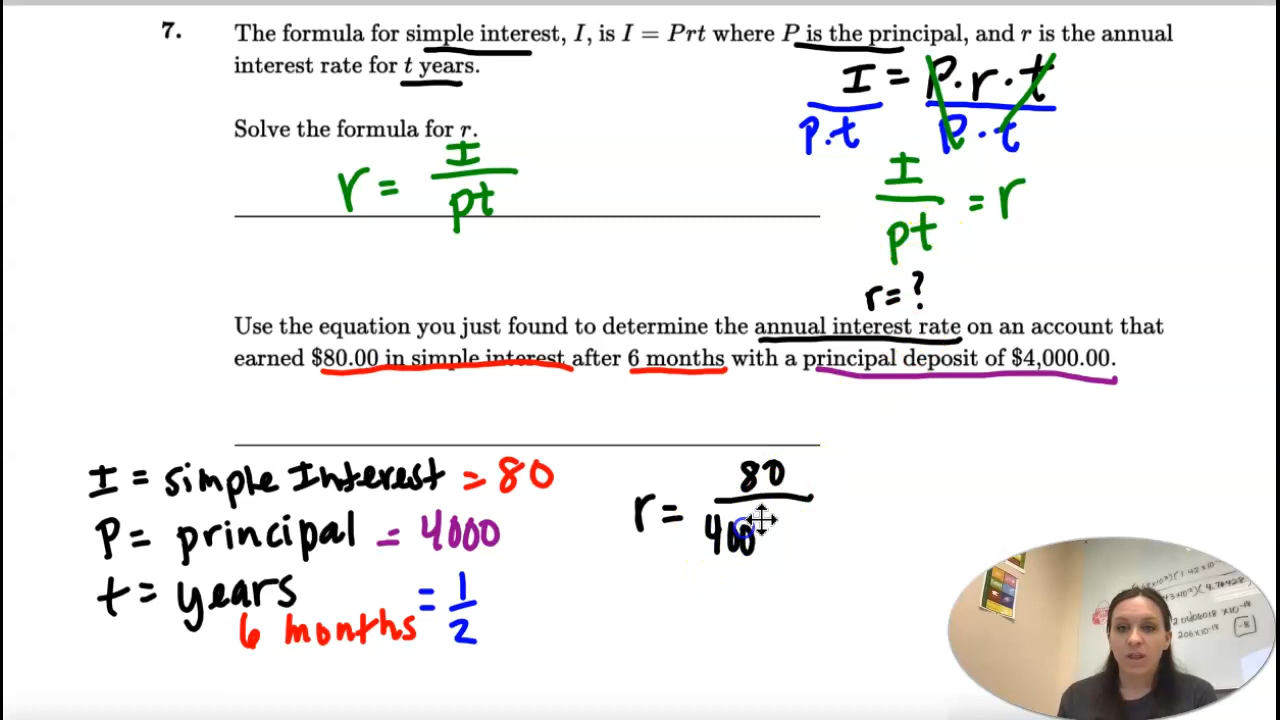 7. The formula for simple interest, I, is I = Prt where P is the principal, and r is the annual
interest rate for t years.
I = P·r·t
p·t P·t
Solve the formula for r.
r = I/pt
I/pt = r
r = ?
Use the equation you just found to determine the annual interest rate on an account that
earned $80.00 in simple interest after 6 months with a principal deposit of $4,000.00.
I = simple Interest = 80
P = principal = 4000
t = years = 1/2
6 months
r = 80/400